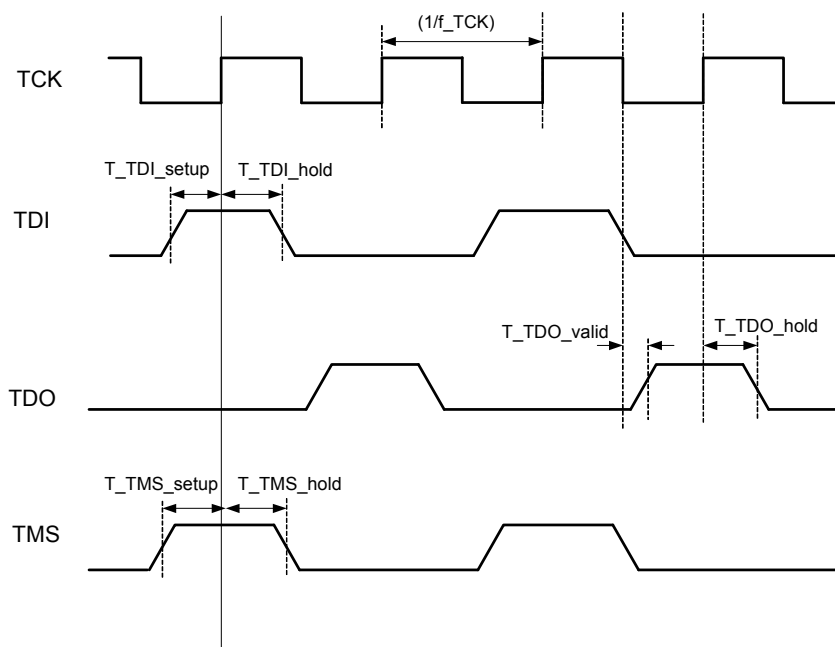 (1/f_TCK)
TCK
T_TDI_setup
T_TDI_hold
TDI
T_TDO_valid
T_TDO_hold
TDO
T_TMS_setup
T_TMS_hold
TMS